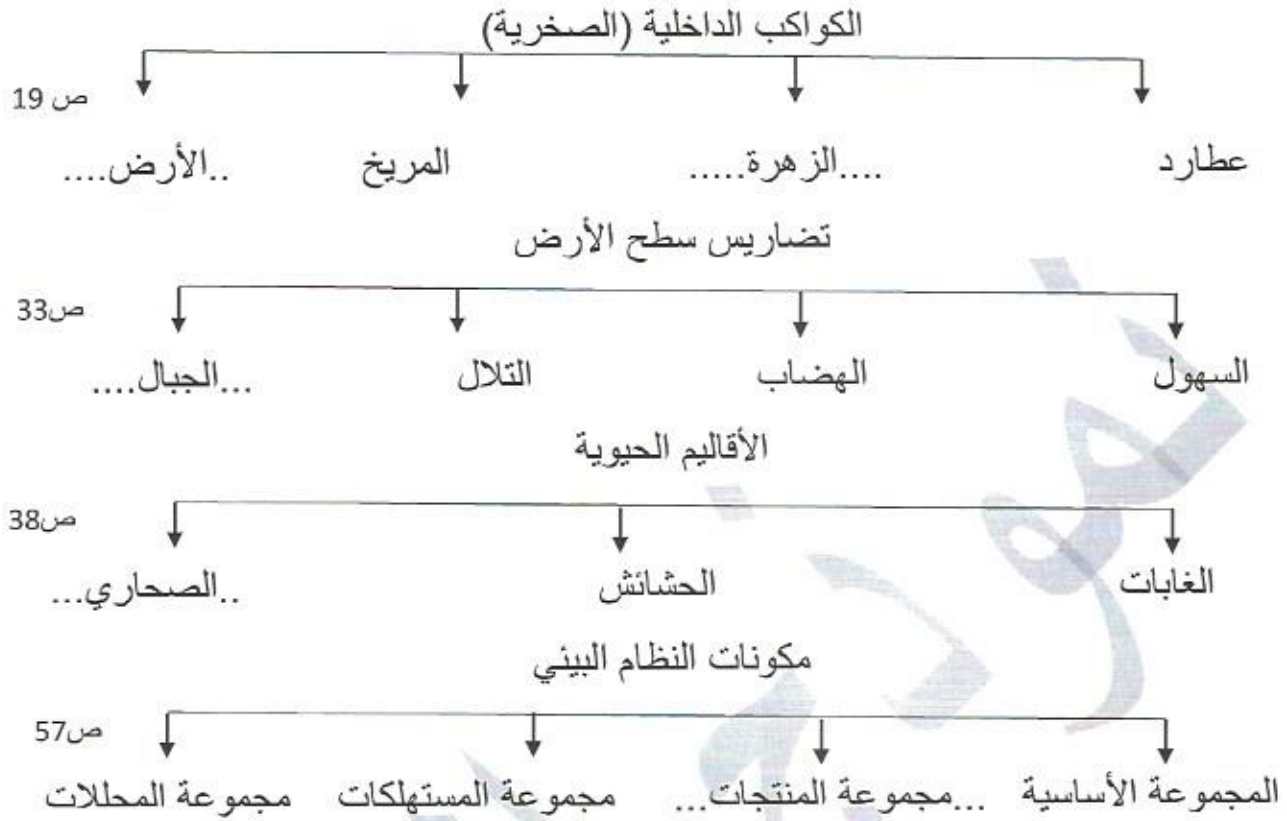 الكواكب الداخلية (الصخرية)
ص 19
عطارد ....الزهرة..... المريخ ..الأرض....
تضاريس سطح الأرض
ص33
السهول الهضاب التلال ...الجبال....
الأقاليم الحيوية
ص38
الغابات الحشائش ..الصحاري...
مكونات النظام البيئي
ص57
المجموعة الأساسية ...مجموعة المنتجات... مجموعة المستهلكات مجموعة المحللات